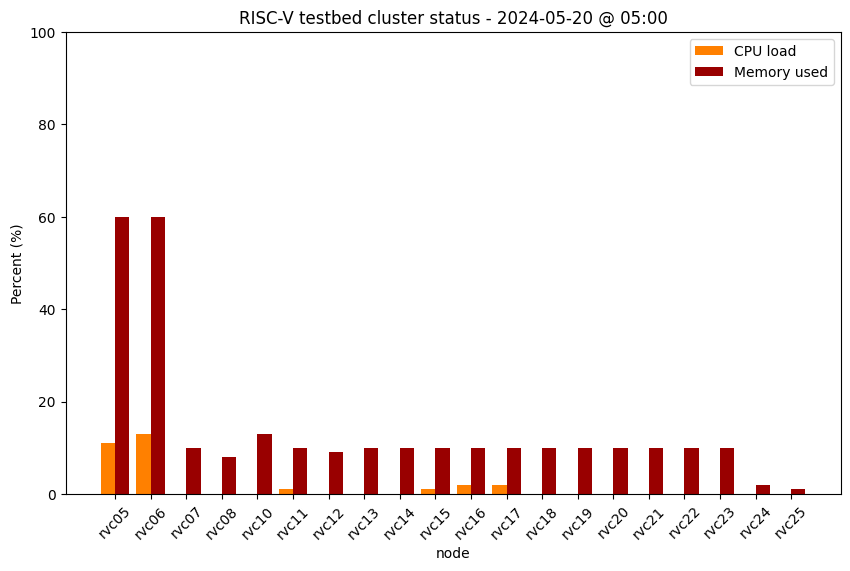 RISC-V testbed cluster status - 2024-05-20 @ 05:00
100
80
60
40
20
0
Percent (%)
CPU load
Memory used
rvc05
rvc06
rvc07
rvc08
rvc10
rvc11
rvc12
rvc13
rvc14
rvc15
rvc16
rvc17
rvc18
rvc19
rvc20
rvc21
rvc22
rvc23
rvc24
rvc25
node